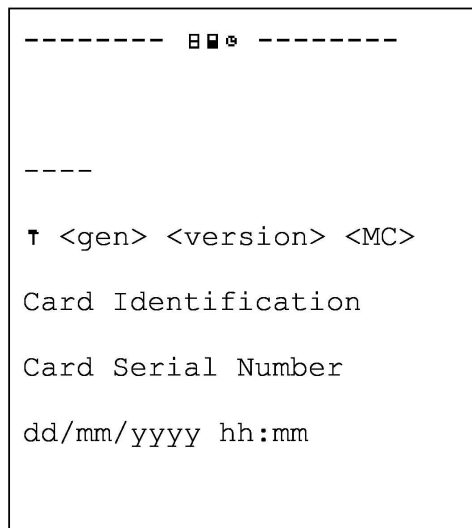 -------- --------
----
<gen> <version> <MC>
Card Identification
Card Serial Number
dd/mm/yyyy hh:mm